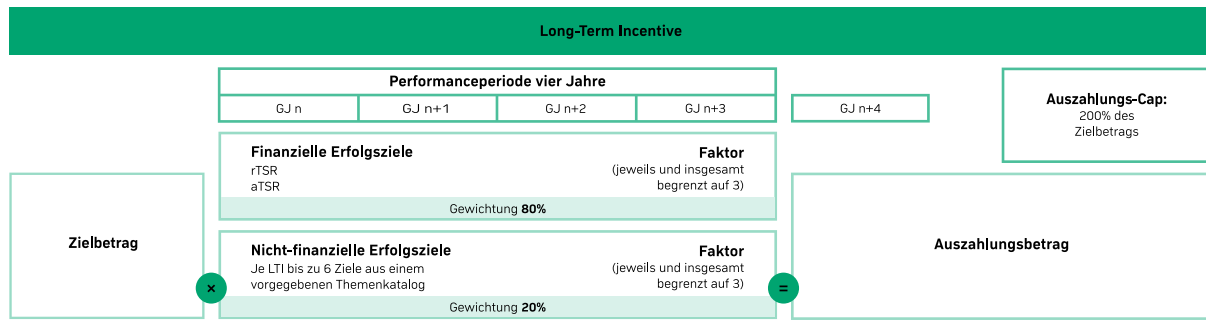 Long-Term Incentive
Performanceperiode vier Jahre
GJ n
GJ n+1
GJ n+2
GJ n+3
GJ n+4
Auszahlungs-Cap:
200% des
Zielbetrags
Finanzielle Erfolgsziele
rTSR
aTSR
Faktor
(jeweils und insgesamt
begrenzt auf 3)
Gewichtung 80%
Zielbetrag
×
Nicht-finanzielle Erfolgsziele
Je LTI bis zu 6 Ziele aus einem
vorgegebenen Themenkatalog
Faktor
(jeweils und insgesamt
begrenzt auf 3)
Gewichtung 20%
=
Auszahlungsbetrag